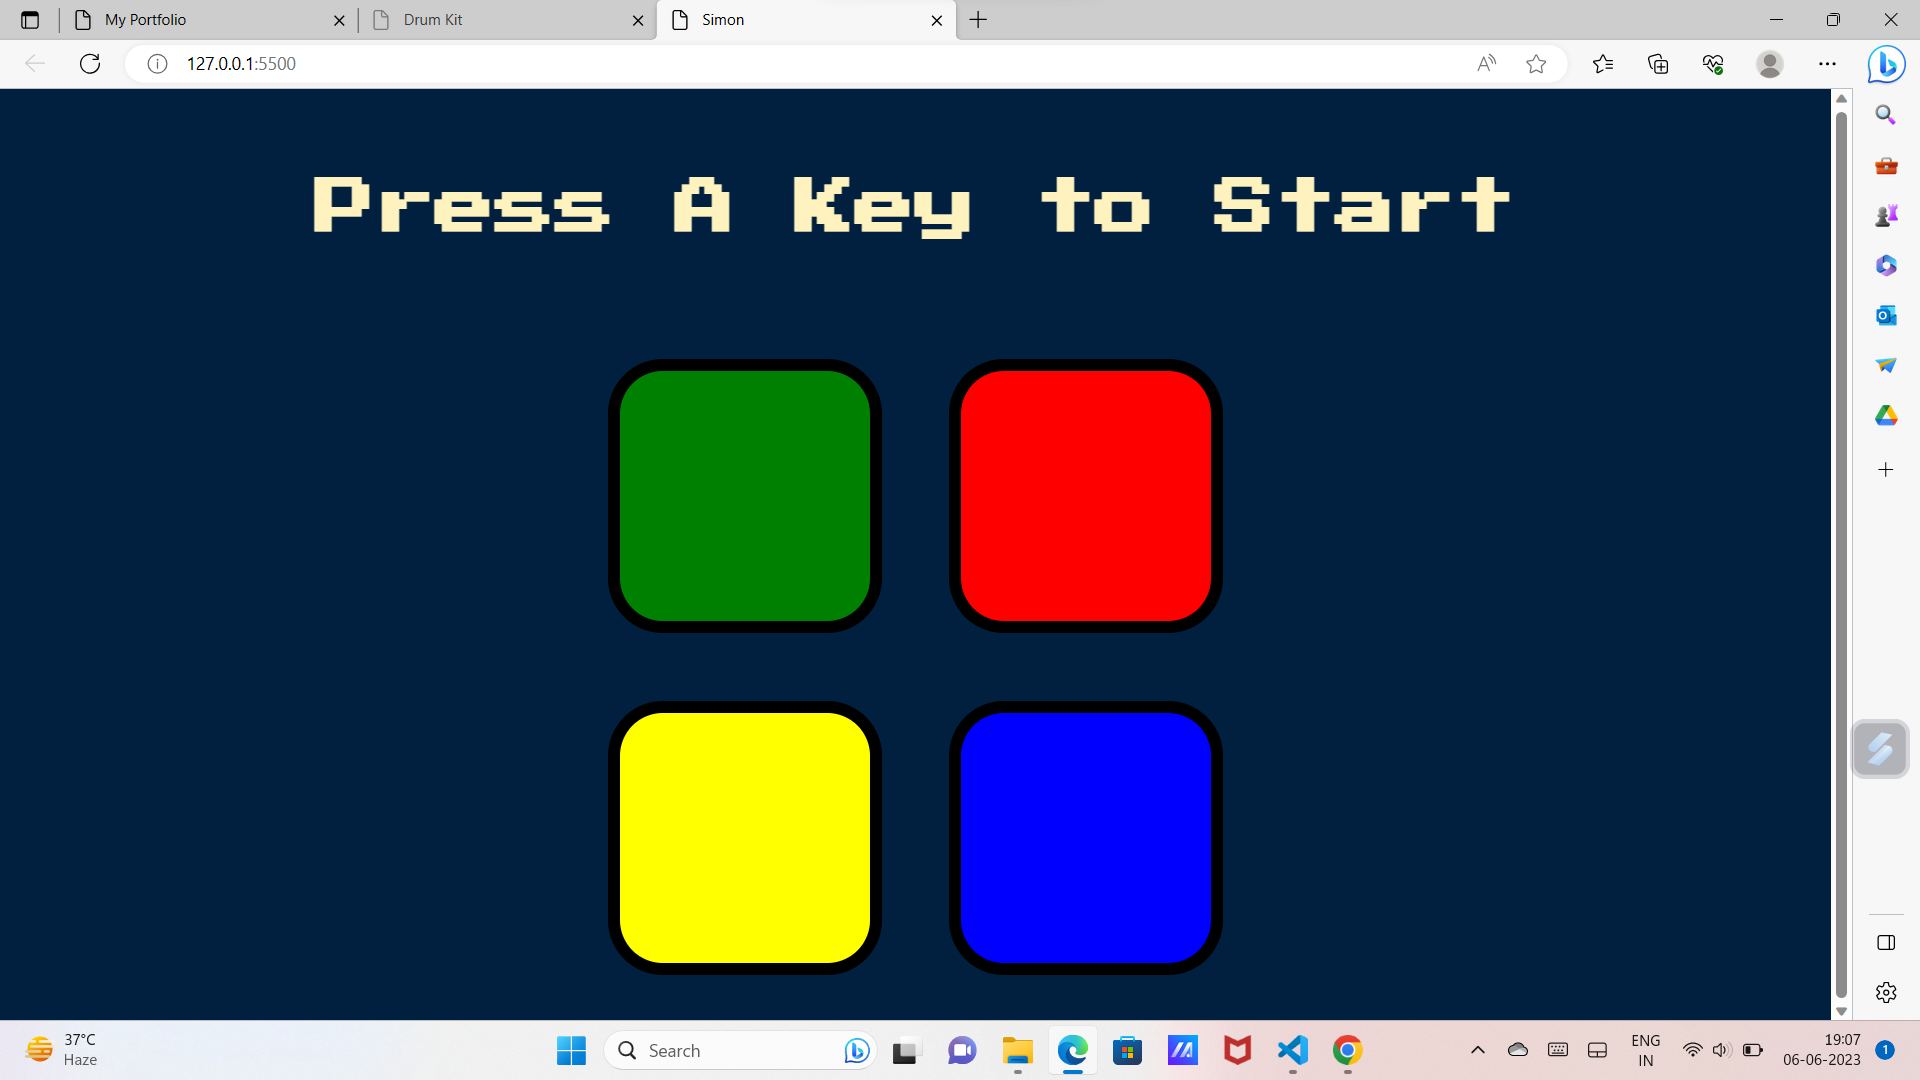 My Portfolio
Drum Kit
Simon
127.0.0.1:5500
Press A Key to Start
37°C
Haze
Search
ENG
IN
19:07
06-06-2023
1